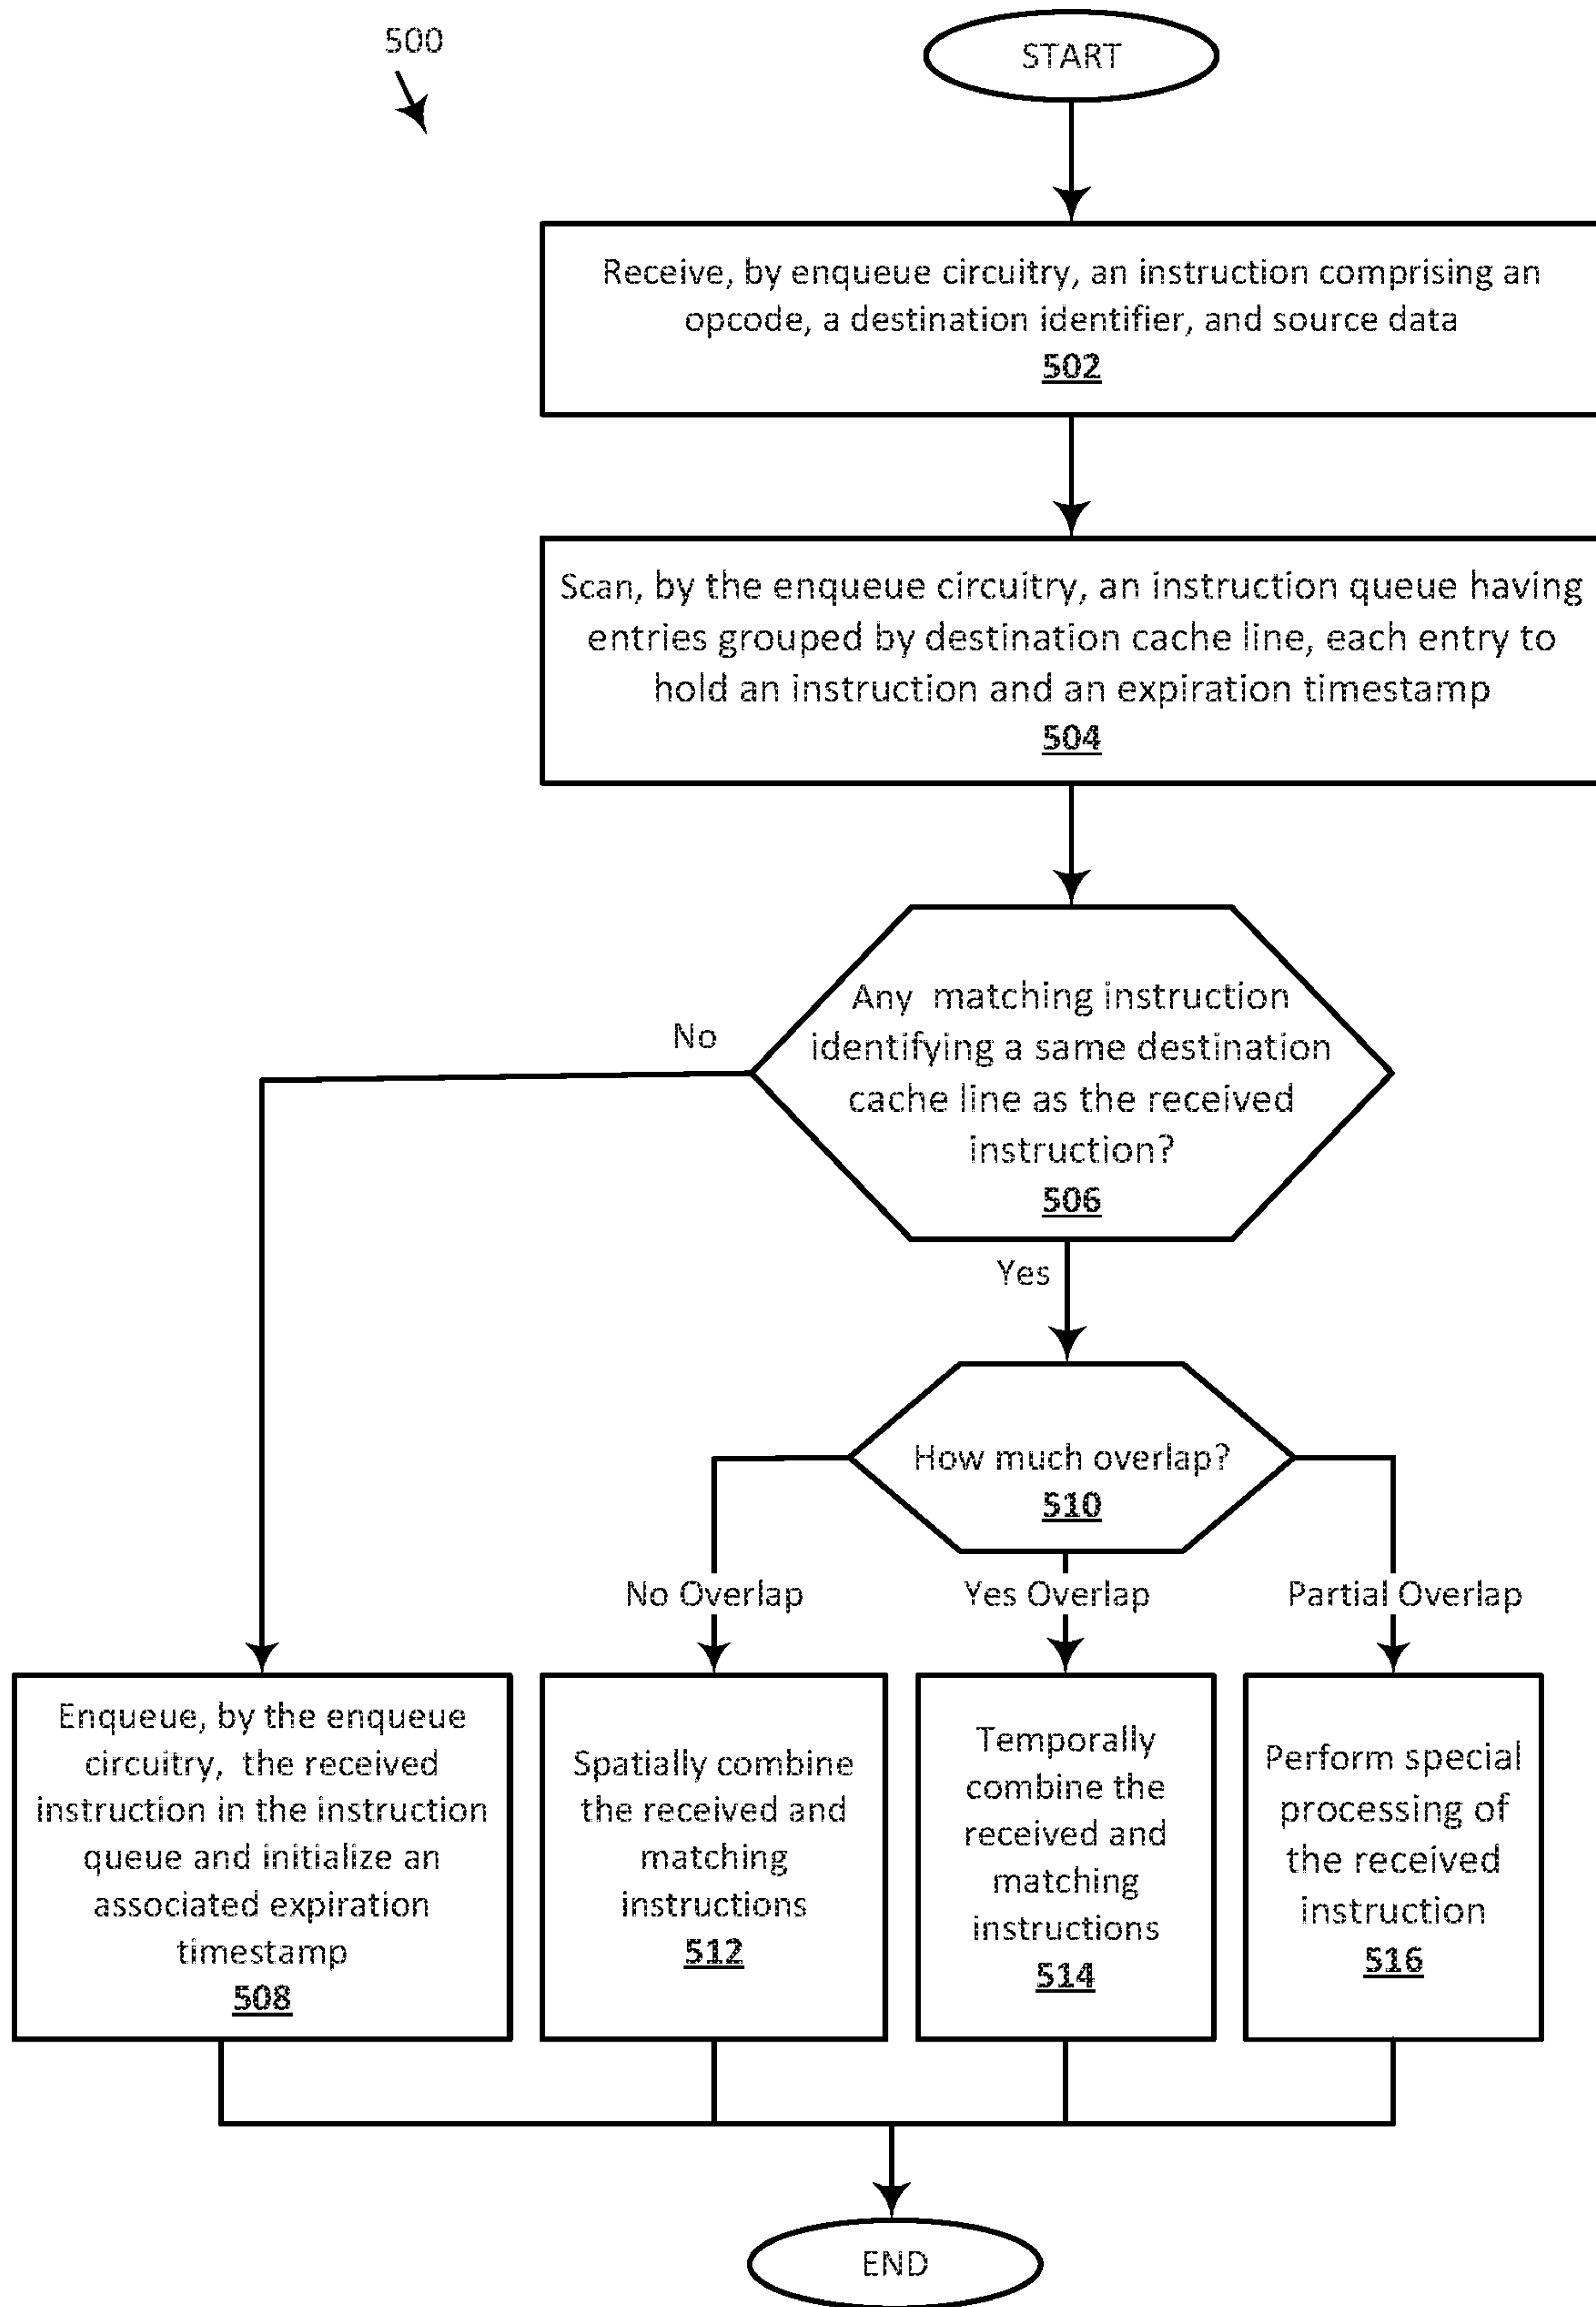 500
START
Receive, by enqueue circuitry, an instruction comprising an
opcode, a destination identifier, and source data
502
Scan, by the enqueue circuitry, an instruction queue having
entries grouped by destination cache line, each entry to
hold an instruction and an expiration timestamp
504
Any matching instruction
identifying a same destination
cache line as the received
instruction?
506
No
Yes
How much overlap?
510
No Overlap
Yes Overlap
Partial Overlap
Enqueue, by the enqueue
circuitry, the received
instruction in the instruction
queue and initialize an
associated expiration
timestamp
508
Spatially combine
the received and
matching
instructions
512
Temporally
combine the
received and
matching
instructions
514
Perform special
processing of
the received
instruction
516
END